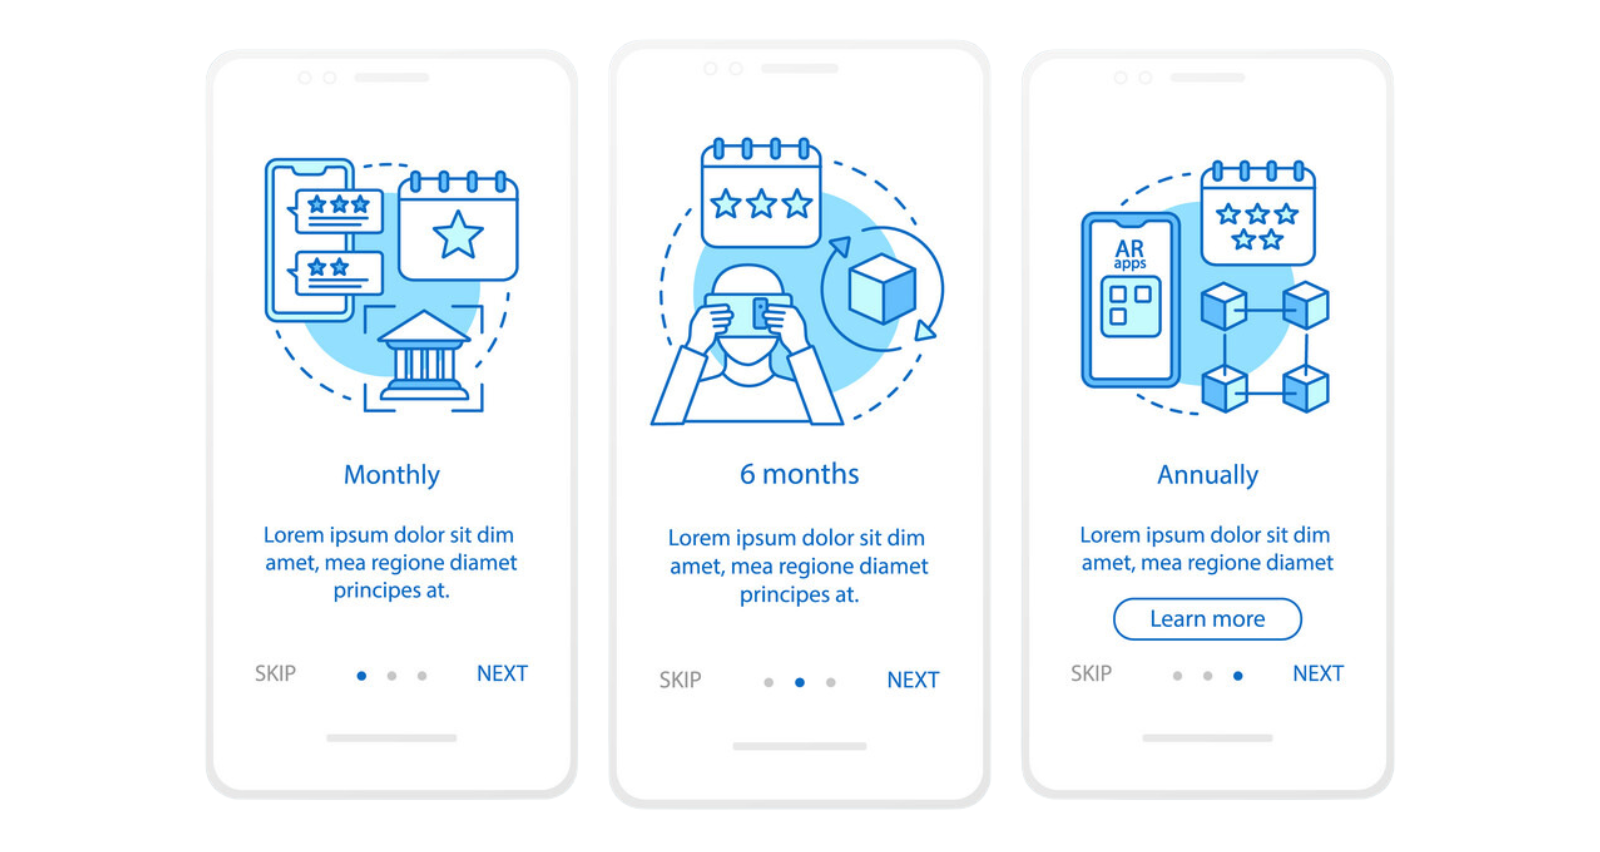 Monthly
Lorem ipsum dolor sit dim
amet, mea regione diamet
principes at.
SKIP
NEXT
6 months
Lorem ipsum dolor sit dim
amet, mea regione diamet
principes at.
SKIP
NEXT
AR
apps
Annually
Lorem ipsum dolor sit dim
amet, mea regione diamet
Learn more
SKIP
NEXT